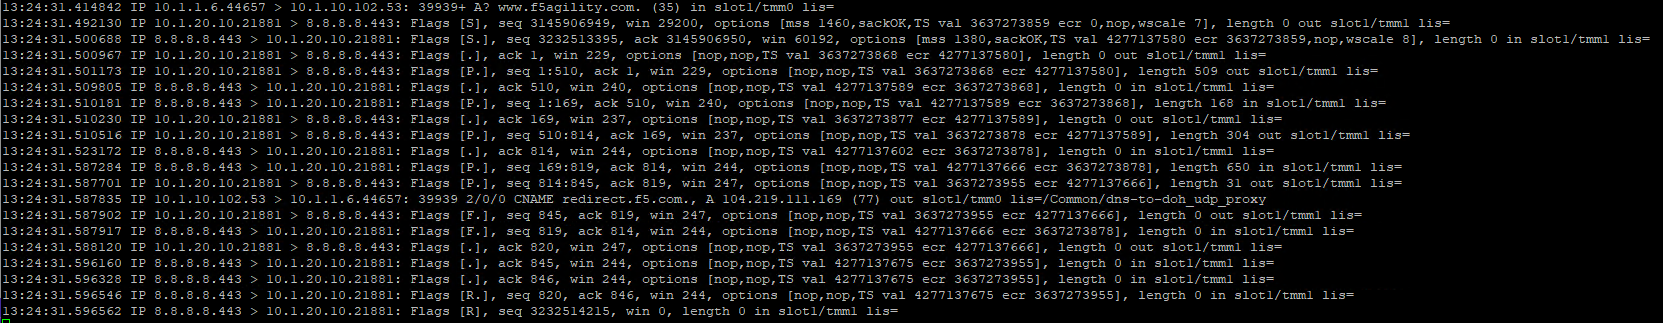 13:24:31.414842 IP 10.1.1.6.44657 > 10.1.10.102.53: 39939+ A? www.f5agility.com. (35) in slot1/tmm0 lis=
13:24:31.492130 IP 10.1.20.10.21881 > 8.8.8.8.443: Flags [S], seq 3145906949, win 29200, options [mss 1460,sackOK,TS val 3637273859 ecr 0,nop,wscale 7], length 0 out slot1/tmm1 lis=
13:24:31.500688 IP 8.8.8.8.443 > 10.1.20.10.21881: Flags [S.], seq 3232513395, ack 3145906950, win 60192, options [mss 1380,sackOK,TS val 4277137580 ecr 3637273859,nop,wscale 8], length 0 in slot1/tmm1 lis=
13:24:31.500967 IP 10.1.20.10.21881 > 8.8.8.8.443: Flags [.], ack 1, win 229, options [nop,nop,TS val 3637273868 ecr 4277137580], length 0 out slot1/tmm1 lis=
13:24:31.501173 IP 10.1.20.10.21881 > 8.8.8.8.443: Flags [P.], seq 1:510, ack 1, win 229, options [nop,nop,TS val 3637273868 ecr 4277137580], length 509 out slot1/tmm1 lis=
13:24:31.509805 IP 8.8.8.8.443 > 10.1.20.10.21881: Flags [.], ack 510, win 240, options [nop,nop,TS val 4277137589 ecr 3637273868], length 0 in slot1/tmm1 lis=
13:24:31.510181 IP 8.8.8.8.443 > 10.1.20.10.21881: Flags [P.], seq 1:169, ack 510, win 240, options [nop,nop,TS val 4277137589 ecr 3637273868], length 168 in slot1/tmm1 lis=
13:24:31.510230 IP 10.1.20.10.21881 > 8.8.8.8.443: Flags [.], ack 169, win 237, options [nop,nop,TS val 3637273877 ecr 4277137589], length 0 out slot1/tmm1 lis=
13:24:31.510516 IP 10.1.20.10.21881 > 8.8.8.8.443: Flags [P.], seq 510:814, ack 169, win 237, options [nop,nop,TS val 3637273878 ecr 4277137589], length 304 out slot1/tmm1 lis=
13:24:31.523172 IP 8.8.8.8.443 > 10.1.20.10.21881: Flags [.], ack 814, win 244, options [nop,nop,TS val 4277137602 ecr 3637273878], length 0 in slot1/tmm1 lis=
13:24:31.587284 IP 8.8.8.8.443 > 10.1.20.10.21881: Flags [P.], seq 169:819, ack 814, win 244, options [nop,nop,TS val 4277137666 ecr 3637273878], length 650 in slot1/tmm1 lis=
13:24:31.587701 IP 10.1.20.10.21881 > 8.8.8.8.443: Flags [P.], seq 814:845, ack 819, win 247, options [nop,nop,TS val 3637273955 ecr 4277137666], length 31 out slot1/tmm1 lis=
13:24:31.587835 IP 10.1.10.102.53 > 10.1.1.6.44657: 39939 2/0/0 CNAME redirect.f5.com., A 104.219.111.169 (77) out slot1/tmm0 lis=/Common/dns-to-doh_udp_proxy
13:24:31.587902 IP 10.1.20.10.21881 > 8.8.8.8.443: Flags [F.], seq 845, ack 819, win 247, options [nop,nop,TS val 3637273955 ecr 4277137666], length 0 out slot1/tmm1 lis=
13:24:31.587917 IP 8.8.8.8.443 > 10.1.20.10.21881: Flags [F.], seq 819, ack 814, win 244, options [nop,nop,TS val 4277137666 ecr 3637273878], length 0 in slot1/tmm1 lis=
13:24:31.588120 IP 10.1.20.10.21881 > 8.8.8.8.443: Flags [.], ack 820, win 247, options [nop,nop,TS val 3637273955 ecr 4277137666], length 0 out slot1/tmm1 lis=
13:24:31.596160 IP 8.8.8.8.443 > 10.1.20.10.21881: Flags [.], ack 845, win 244, options [nop,nop,TS val 4277137675 ecr 3637273955], length 0 in slot1/tmm1 lis=
13:24:31.596328 IP 8.8.8.8.443 > 10.1.20.10.21881: Flags [.], ack 846, win 244, options [nop,nop,TS val 4277137675 ecr 3637273955], length 0 in slot1/tmm1 lis=
13:24:31.596546 IP 8.8.8.8.443 > 10.1.20.10.21881: Flags [R.], seq 820, ack 846, win 244, options [nop,nop,TS val 4277137675 ecr 3637273955], length 0 in slot1/tmm1 lis=
13:24:31.596562 IP 8.8.8.8.443 > 10.1.20.10.21881: Flags [R], seq 3232514215, win 0, length 0 in slot1/tmm1 lis=